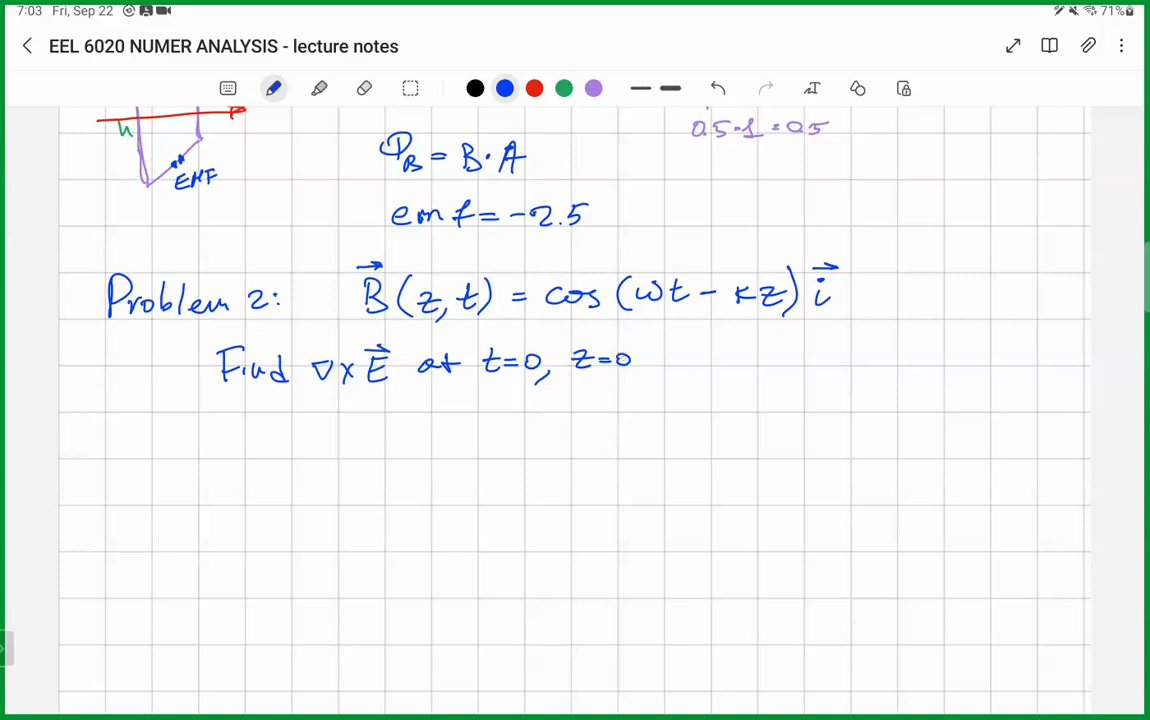 7:03 Fri, Sep 22
71%
EEL 6020 NUMER ANALYSIS - lecture notes
h
EMF
0.5·1=0.5
Φ_B = B·A
emf = -2.5
Problem 2: B⃗(z,t) = cos(ωt - kz) i⃗
Find ∇×E⃗ at t=0, z=0